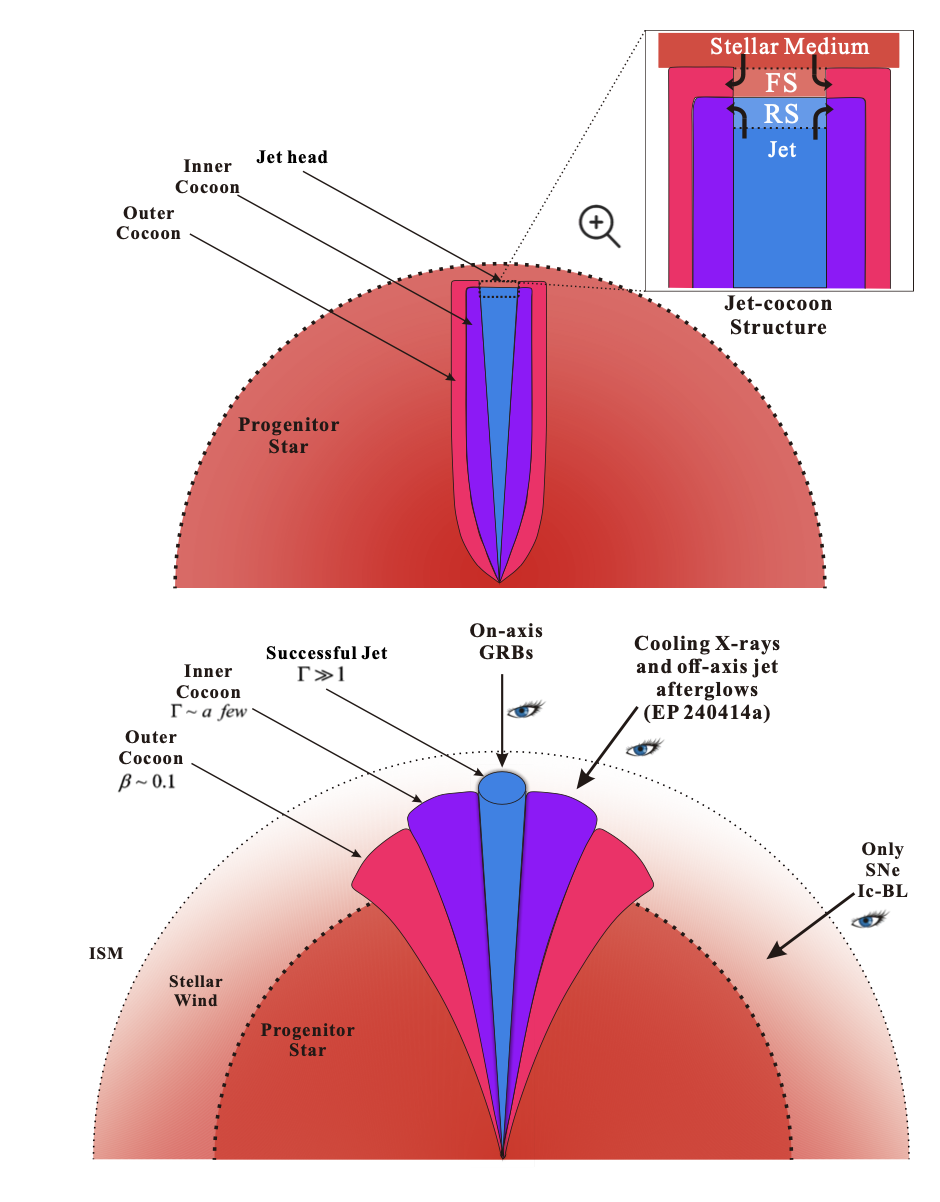 Stellar Medium
FS
RS
Jet
Jet-cocoon
Structure
Jet head
Inner
Cocoon
Outer
Cocoon
Progenitor
Star
On-axis
GRBs
Successful Jet
Γ≫1
Inner
Cocoon
Γ ~ a few
Outer
Cocoon
β ~ 0.1
Cooling X-rays
and off-axis jet
afterglows
(EP 240414a)
Only
SNe
Ic-BL
ISM
Stellar
Wind
Progenitor
Star